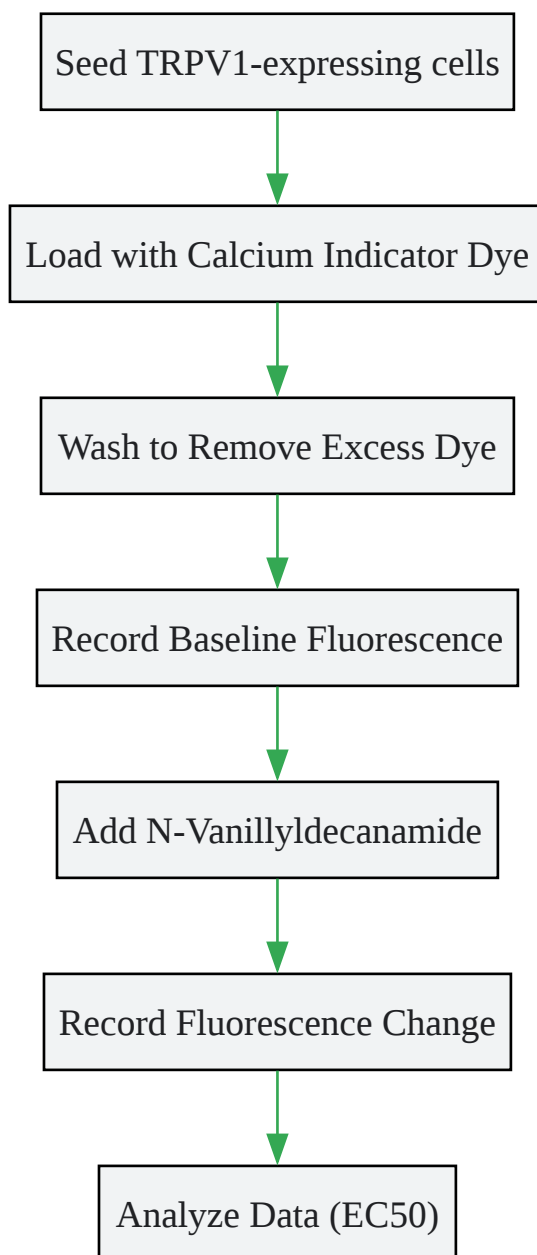 Seed TRPV1-expressing cells
Load with Calcium Indicator Dye
Wash to Remove Excess Dye
Record Baseline Fluorescence
Add N-Vanillyldecanamide
Record Fluorescence Change
Analyze Data (EC50)